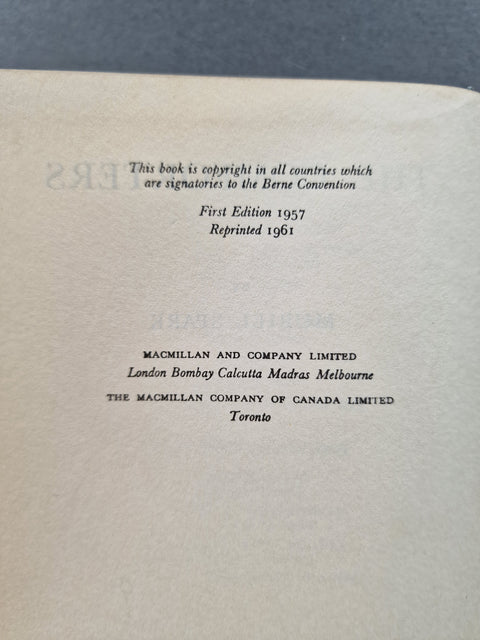 This book is copyright in all countries which
are signatories to the Berne Convention
First Edition 1957
Reprinted 1961
MACMILLAN AND COMPANY LIMITED
London Bombay Calcutta Madras Melbourne
THE MACMILLAN COMPANY OF CANADA LIMITED
Toronto